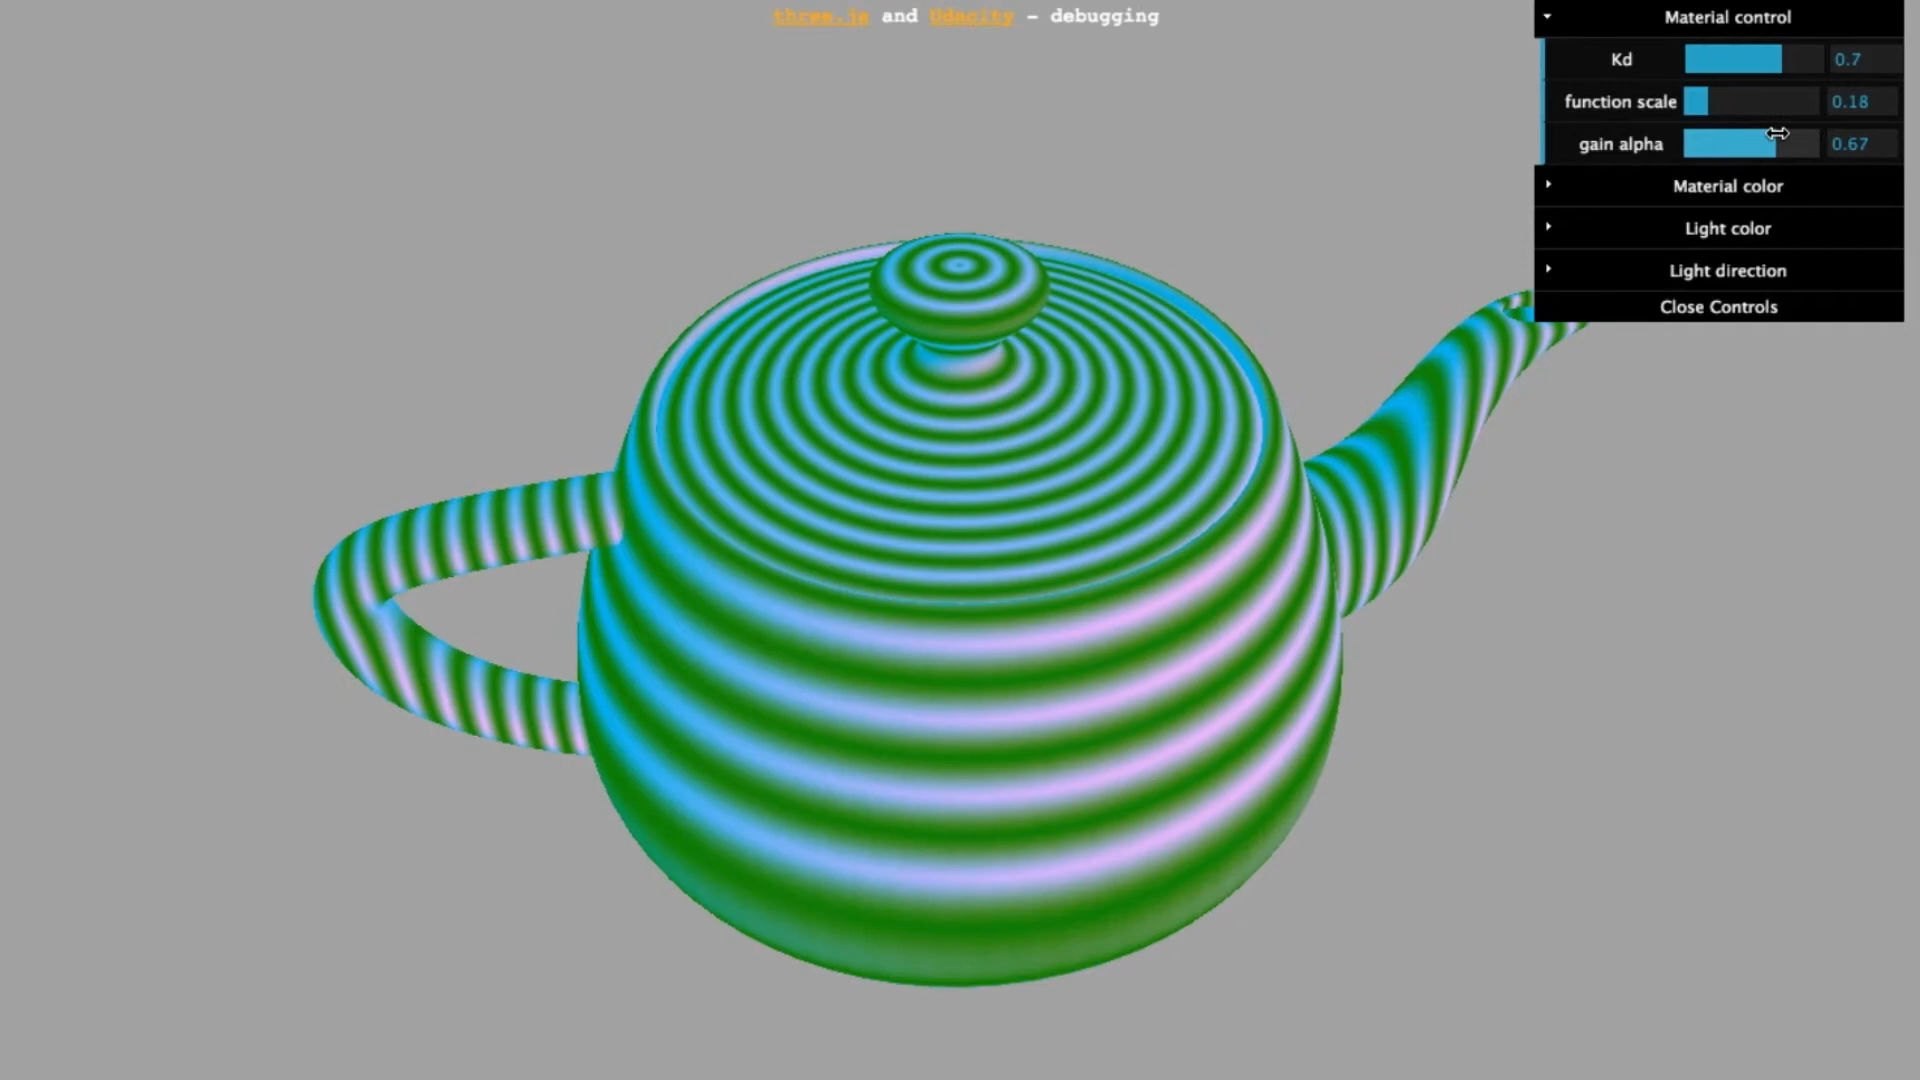 three.js and Udacity - debugging
Material control
Kd 0.7
function scale 0.18
gain alpha 0.67
Material color
Light color
Light direction
Close Controls